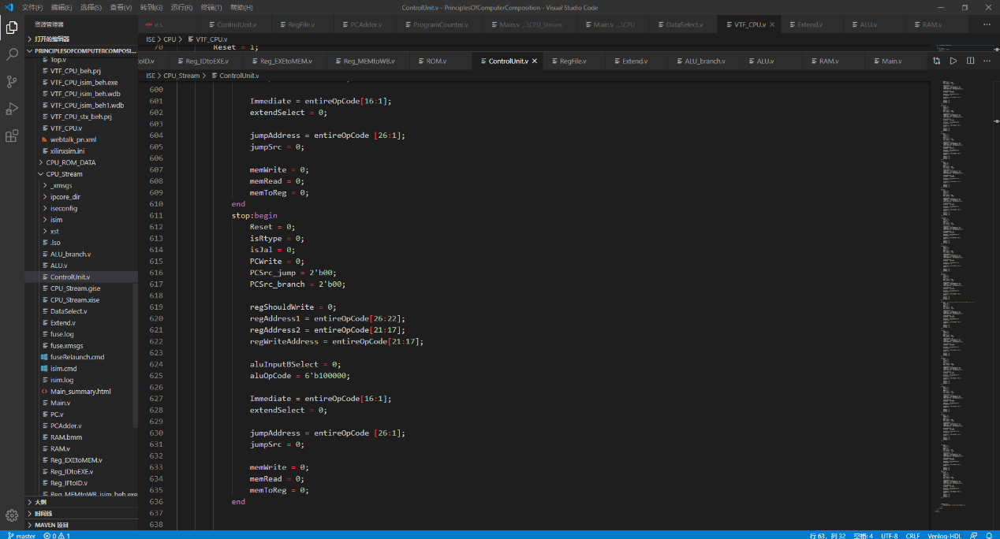 文件(F) 编辑(E) 选择(S) 查看(V) 转到(G) 运行(R) 终端(T) 帮助(H) ControlUnit.v - PrinciplesOfComputerComposition - Visual Studio Code
资源管理器
打开的编辑器
PRINCIPLESOFCOMPUTERCOMPOSI...
Top.v
VTF_CPU_beh.prj
VTF_CPU_isim_beh.exe
VTF_CPU_isim_beh.wdb
VTF_CPU_isim_beh1.wdb
VTF_CPU_stx_beh.prj
VTF_CPU.v
webtalk_pn.xml
xilinxsim.ini
CPU_ROM_DATA
CPU_Stream
_xmsgs
ipcore_dir
iseconfig
isim
xst
.lso
ALU_branch.v
ALU.v
ControlUnit.v
CPU_Stream.gise
CPU_Stream.xise
DataSelect.v
Extend.v
fuse.log
fuse.xmsgs
fuseRelaunch.cmd
isim.cmd
isim.log
Main_summary.html
Main.v
PC.v
PCAdder.v
RAM.bmm
RAM.v
Reg_EXEtoMEM.v
Reg_IDtoEXE.v
Reg_IFtoID.v
Reg_MEMtoWB_isim_beh.exe
大纲
时间线
MAVEN 项目
e.s ControlUnit.v RegFile.v PCAdder.v ProgramCounter.v Main.v ...\CPU_Stream Main.v ...\CPU DataSelect.v VTF_CPU.v Extend.v ALU.v RAM.v
ISE CPU VTF_CPU.v
70 Reset = 1;
oID.v Reg_IDtoEXE.v Reg_EXEtoMEM.v Reg_MEMtoWB.v ROM.v ControlUnit.v RegFile.v Extend.v ALU_branch.v ALU.v RAM.v Main.v
ISE CPU_Stream ControlUnit.v
600
601 Immediate = entireOpCode[16:1];
602 extendSelect = 0;
603
604 jumpAddress = entireOpCode [26:1];
605 jumpSrc = 0;
606
607 memWrite = 0;
608 memRead = 0;
609 memToReg = 0;
610 end
611 stop:begin
612 Reset = 0;
613 isRtype = 0;
614 isJal = 0;
615 PCWrite = 0;
616 PCSrc_jump = 2'b00;
617 PCSrc_branch = 2'b00;
618
619 regShouldWrite = 0;
620 regAddress1 = entireOpCode[26:22];
621 regAddress2 = entireOpCode[21:17];
622 regWriteAddress = entireOpCode[21:17];
623
624 aluInputBSelect = 0;
625 aluOpCode = 6'b100000;
626
627 Immediate = entireOpCode[16:1];
628 extendSelect = 0;
629
630 jumpAddress = entireOpCode [26:1];
631 jumpSrc = 0;
632
633 memWrite = 0;
634 memRead = 0;
635 memToReg = 0;
636 end
637
638
master 0 1 行 63，列 32 空格: 4 UTF-8 CRLF Verilog-HDL